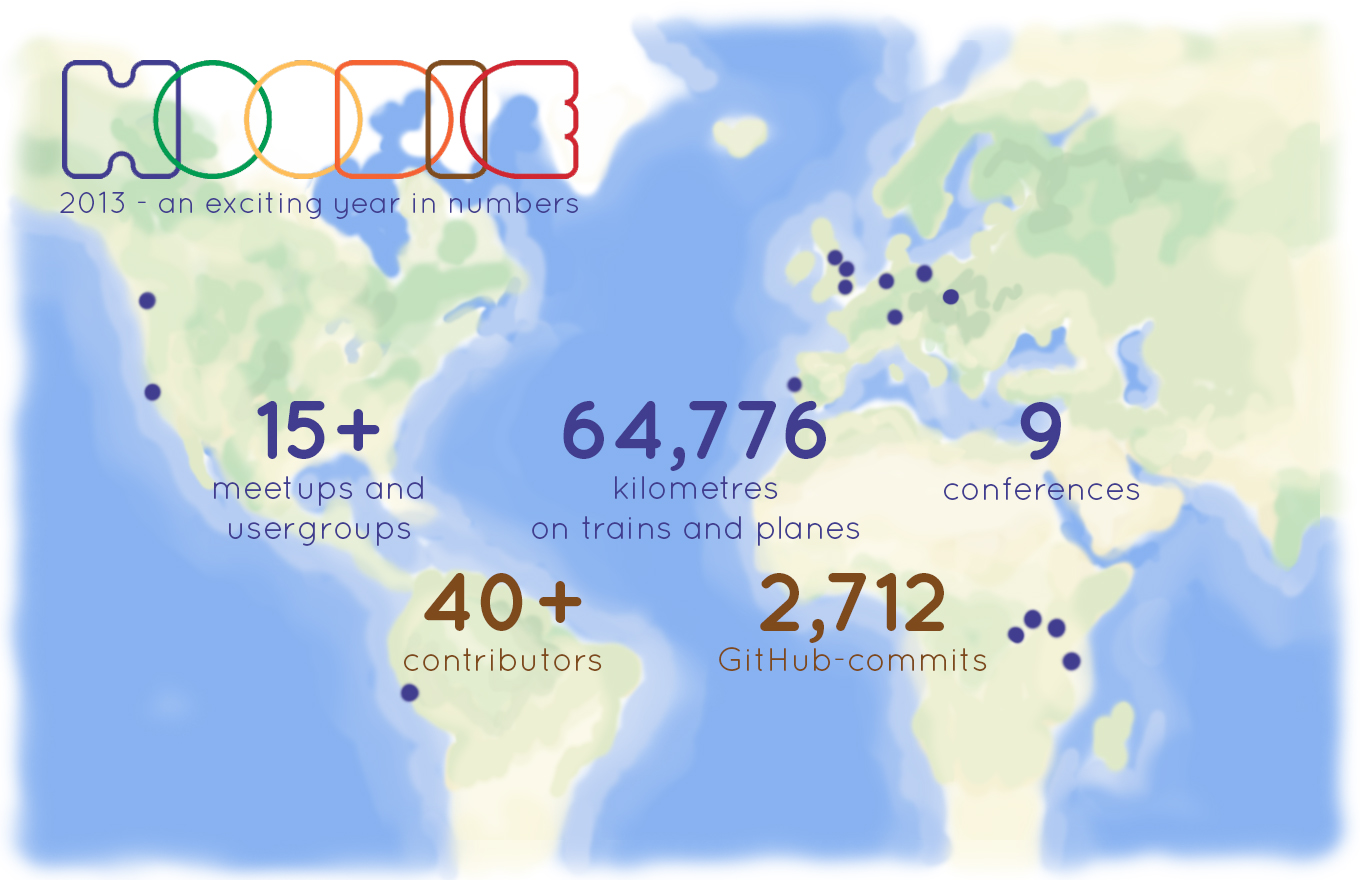 HOODIE
2013 - an exciting year in numbers
15+
meetups and
usergroups
64,776
kilometres
on trains and planes
9
conferences
40+
contributors
2,712
GitHub-commits